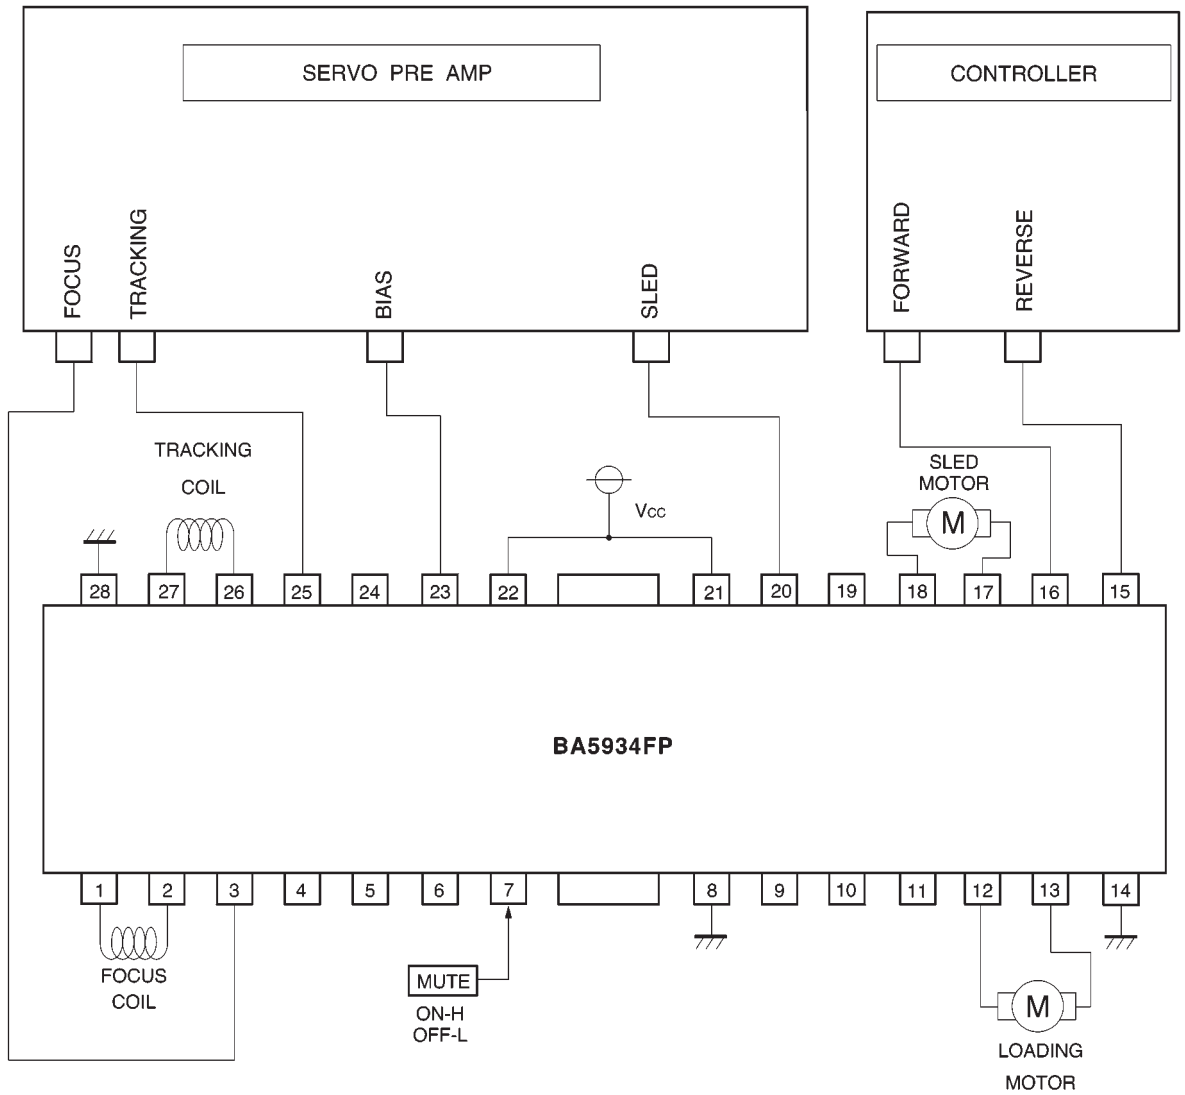 SERVO PRE AMP
CONTROLLER
FOCUS
TRACKING
BIAS
SLED
FORWARD
REVERSE
TRACKING
COIL
VCC
SLED
MOTOR
M
28 27 26 25 24 23 22 21 20 19 18 17 16 15
BA5934FP
1 2 3 4 5 6 7 8 9 10 11 12 13 14
FOCUS
COIL
MUTE
ON-H
OFF-L
M
LOADING
MOTOR